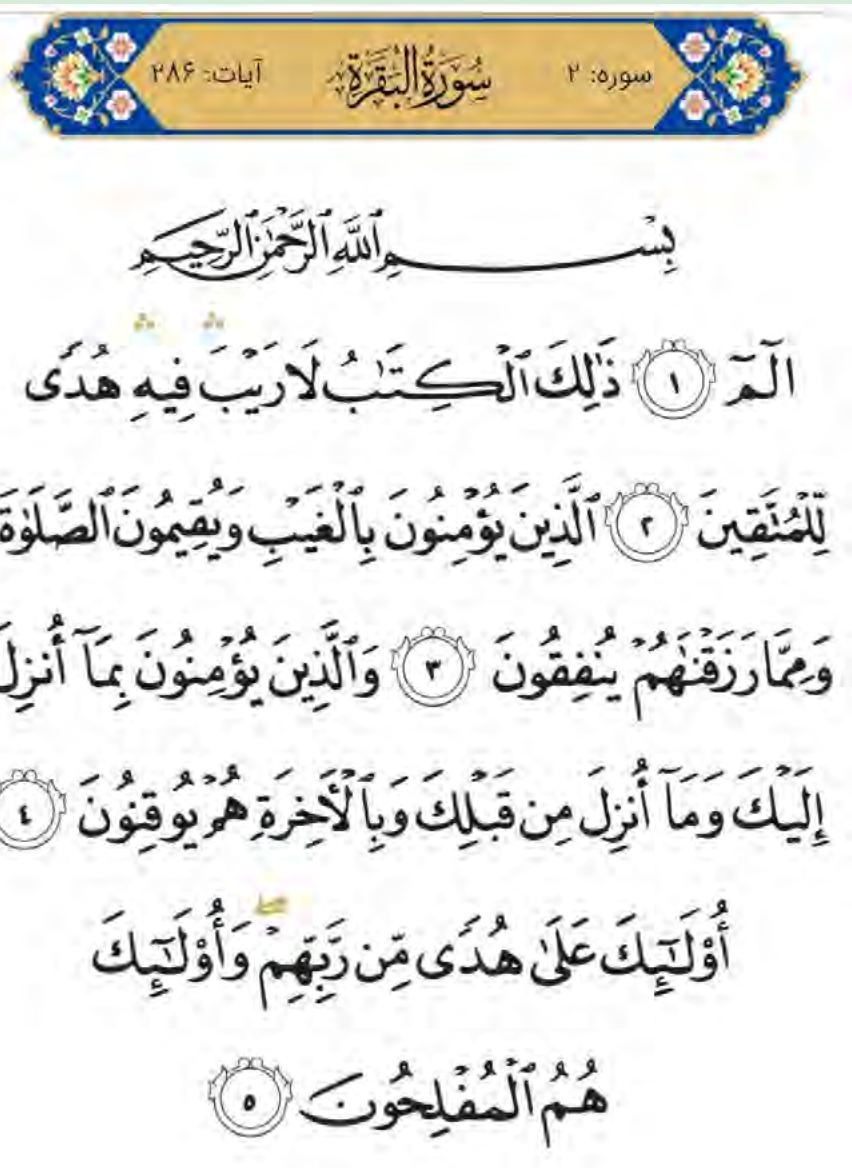 سوره: ۲ سُورَةُ الْبَقَرَةِ آیات: ۲۸۶
بِسْمِ ٱللَّهِ ٱلرَّحْمَٰنِ ٱلرَّحِيمِ
الٓمٓ ١ ذَٰلِكَ ٱلْكِتَٰبُ لَا رَيْبَ ۛ فِيهِ ۛ هُدًى
لِّلْمُتَّقِينَ ٢ ٱلَّذِينَ يُؤْمِنُونَ بِٱلْغَيْبِ وَيُقِيمُونَ ٱلصَّلَوٰةَ
وَمِمَّا رَزَقْنَٰهُمْ يُنفِقُونَ ٣ وَٱلَّذِينَ يُؤْمِنُونَ بِمَآ أُنزِلَ
إِلَيْكَ وَمَآ أُنزِلَ مِن قَبْلِكَ وَبِٱلْأَخِرَةِ هُمْ يُوقِنُونَ ٤
أُو۟لَٰٓئِكَ عَلَىٰ هُدًى مِّن رَّبِّهِمْ ۖ وَأُو۟لَٰٓئِكَ
هُمُ ٱلْمُفْلِحُونَ ٥